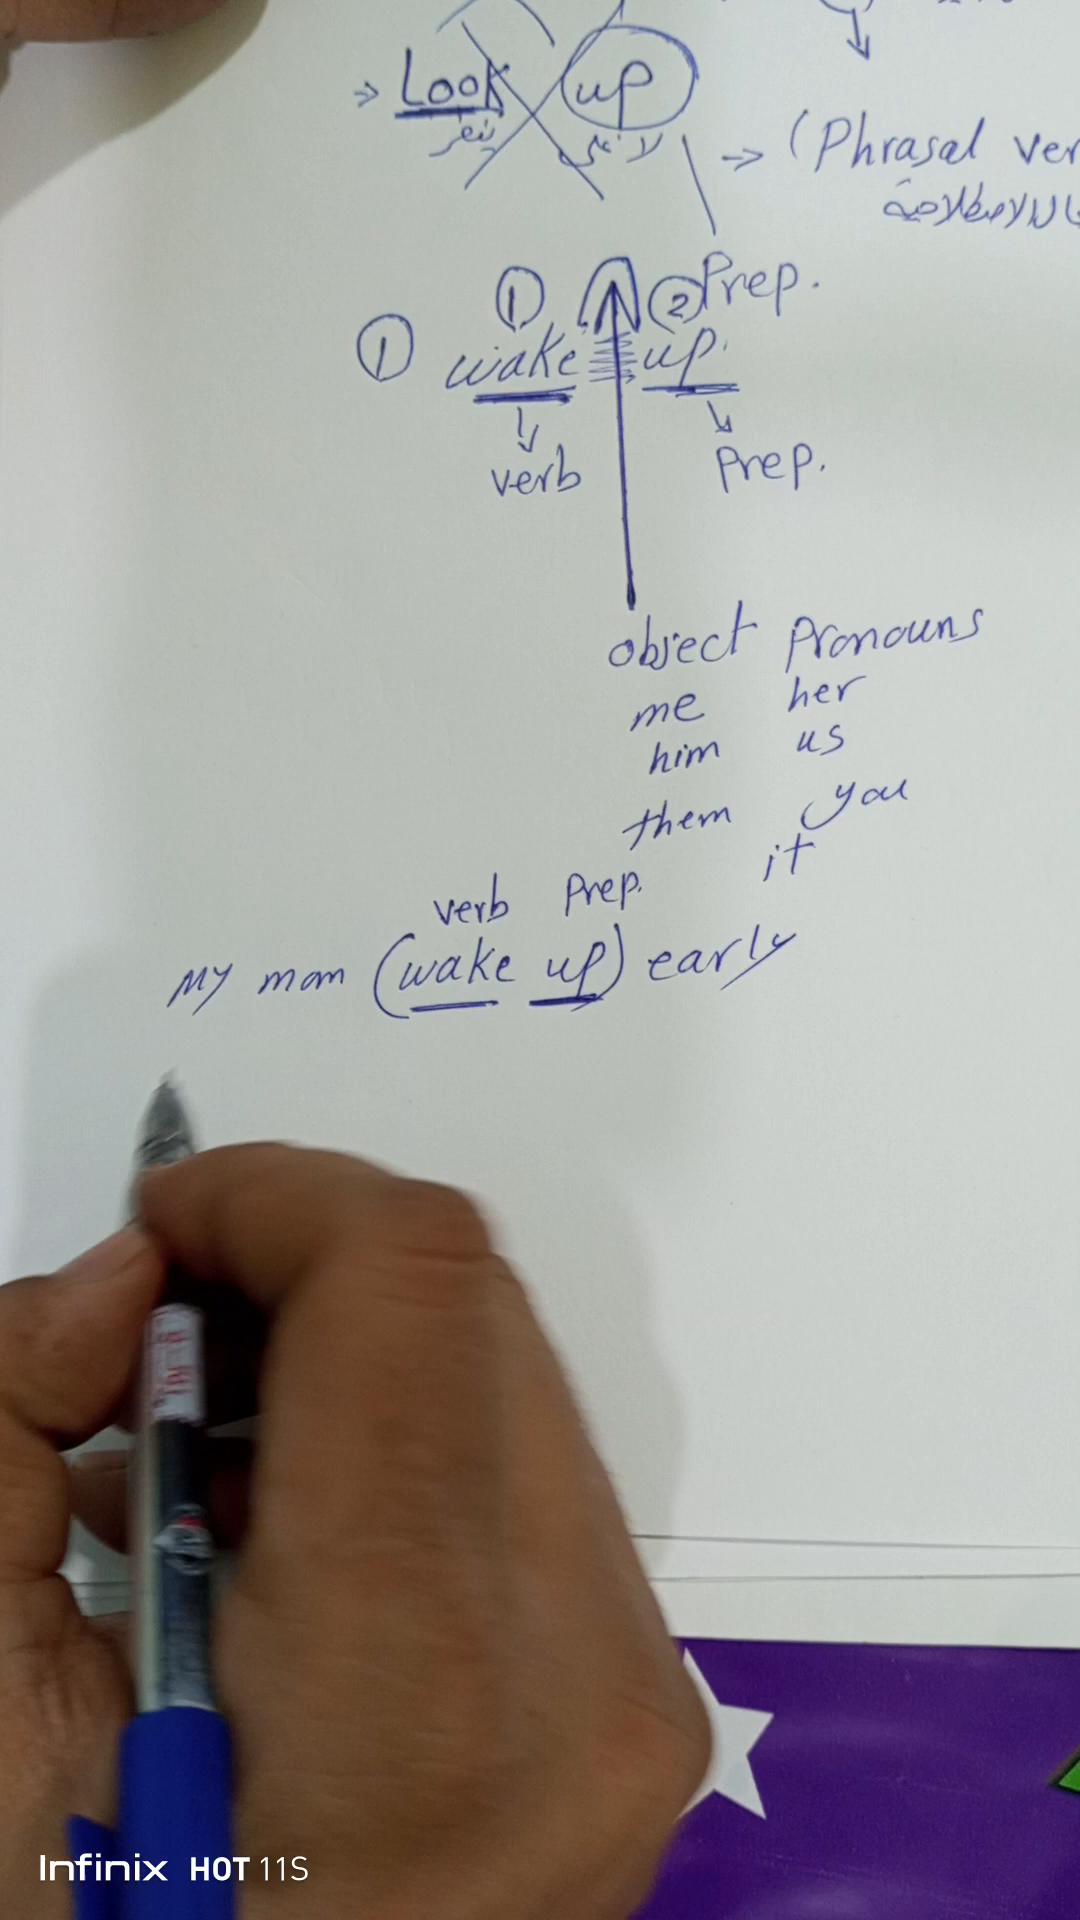 Look up
→ (Phrasal ver
① ② Prep.
① wake up.
verb Prep.
object pronouns
me her
him us
them you
it
verb Prep.
My mom (wake up) early
Infinix HOT 11S